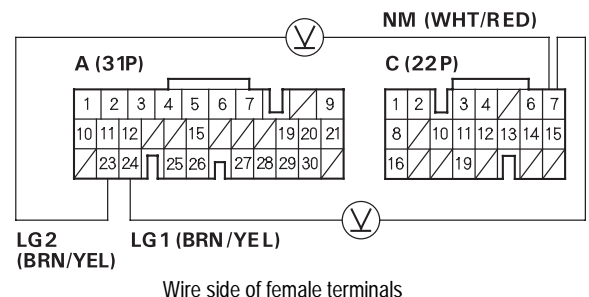 NM (WHT/RED)
A (31P)
C (22P)
V
1 2 3 4 5 6 7 9
10 11 12 15 19 20 21
23 24 25 26 27 28 29 30
1 2 3 4 6 7
8 10 11 12 13 14 15
16 19
V
LG2
(BRN/YEL)
LG1 (BRN/YEL)
Wire side of female terminals